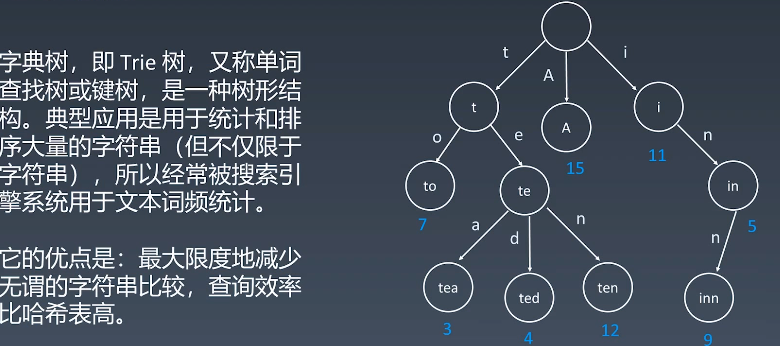 字典树，即 Trie 树，又称单词
查找树或键树，是一种树形结
构。典型应用是用于统计和排
序大量的字符串（但不仅限于
字符串），所以经常被搜索引
擎系统用于文本词频统计。
它的优点是：最大限度地减少
无谓的字符串比较，查询效率
比哈希表高。
t
A
i
t
A
i
15
11
o
e
n
to
te
in
7
5
a
d
n
n
tea
ted
ten
inn
3
4
12
9